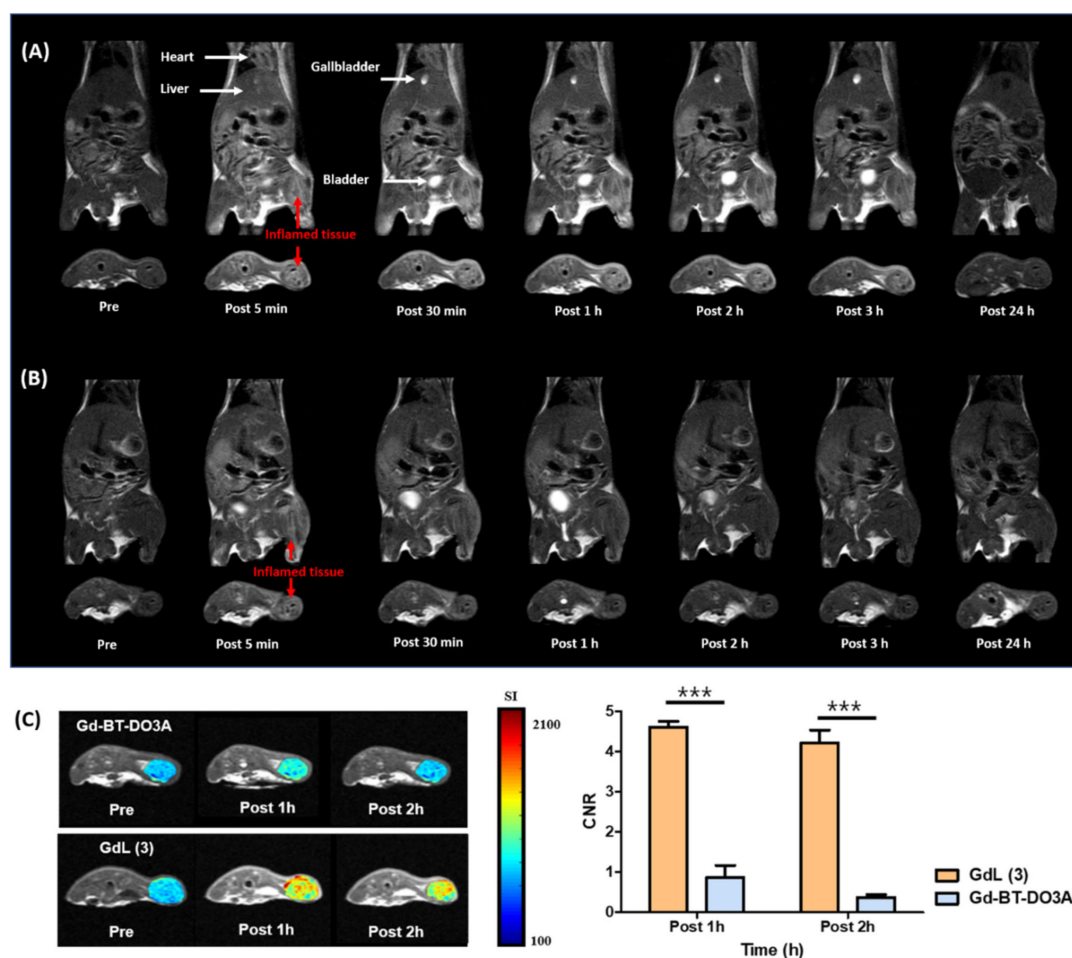 (A)
Heart
Liver
Gallbladder
Bladder
Inflamed tissue
Pre
Post 5 min
Post 30 min
Post 1 h
Post 2 h
Post 3 h
Post 24 h
(B)
Inflamed tissue
Pre
Post 5 min
Post 30 min
Post 1 h
Post 2 h
Post 3 h
Post 24 h
(C)
Gd-BT-DO3A
Pre
Post 1h
Post 2h
GdL (3)
Pre
Post 1h
Post 2h
SI
2100
100
CNR
5
4
3
2
1
0
***
***
Post 1h
Post 2h
Time (h)
GdL (3)
Gd-BT-DO3A